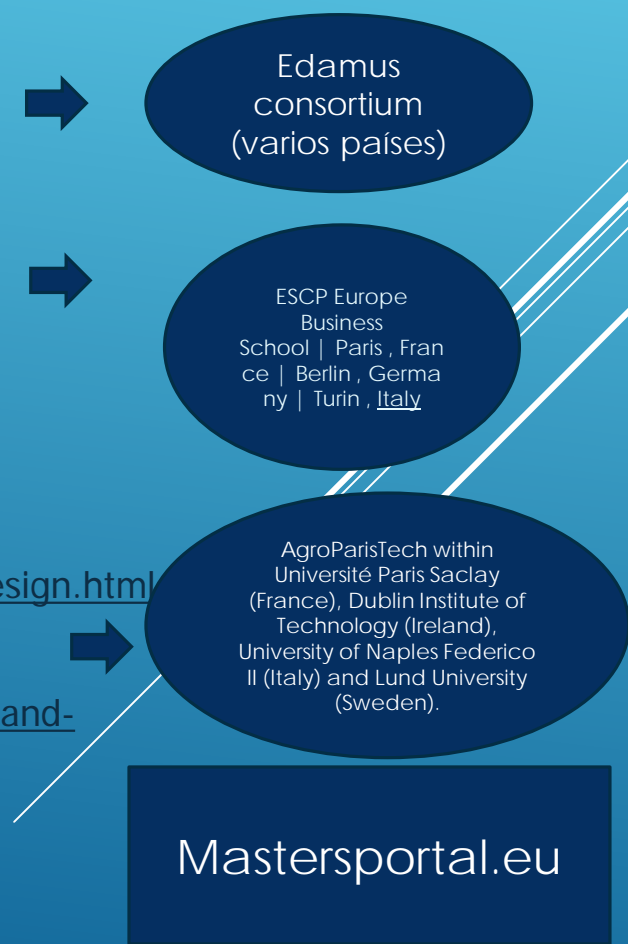 Edamus
consortium
(varios países)
ESCP Europe
Business
School | Paris , Fran
ce | Berlin , Germa
ny | Turin , Italy
AgroParisTech within
Université Paris Saclay
(France), Dublin Institute of
Technology (Ireland),
University of Naples Federico
II (Italy) and Lund University
(Sweden).
esign.html
and-
Mastersportal.eu